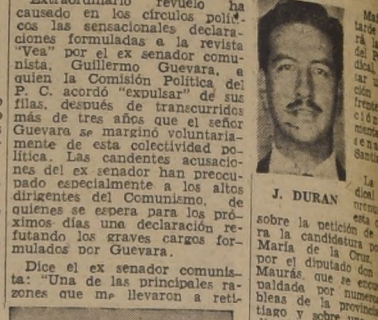 Extraordinario revuelo ha
causado en los círculos políti-
cos las sensacionales declara-
ciones formuladas a la revista
"Vea" por el ex senador comu-
nista, Guillermo Guevara, a
quien la Comisión Política del
P. C. acordó "expulsar" de sus
filas, después de transcurridos
más de tres años que el señor
Guevara se marginó voluntaria-
mente de esta colectividad po-
lítica. Las candentes acusacio-
nes del ex senador han preocu-
pado especialmente a los altos
dirigentes del Comunismo, de
quienes se espera para los pró-
ximos días una declaración re-
futando los graves cargos for-
mulados por Guevara.
Dice el ex senador comunis-
ta: "Una de las principales ra-
zones que me llevaron a reti-
J. DURAN
sobre la petición de
ra la candidatura po
María de la Cruz,
por el diputado don
Maurás, que se encue
paldada por numero
bleas de la provincia
tiago y sobre un